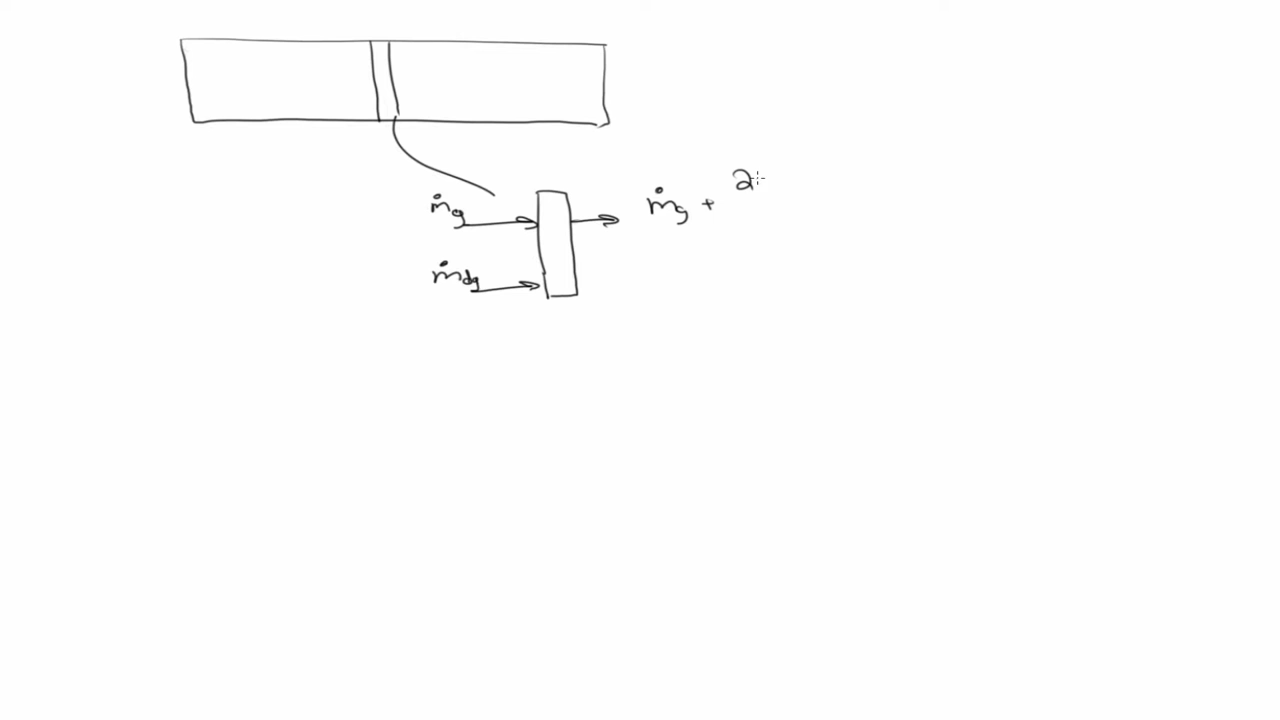 ṁg
ṁg + ∂
ṁdg